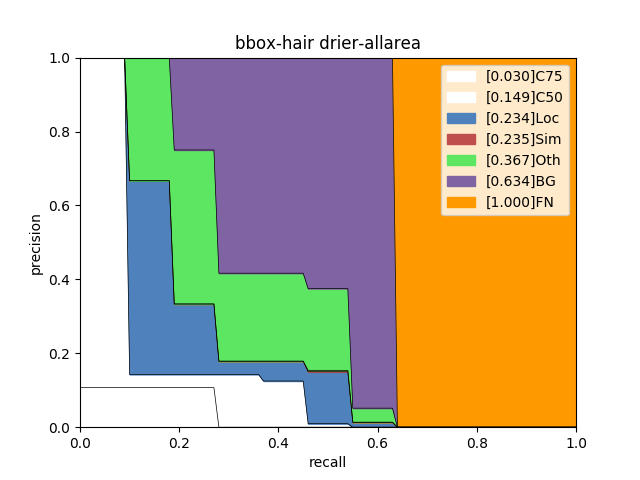 bbox-hair drier-allarea
[0.030]C75
[0.149]C50
[0.234]Loc
[0.235]Sim
[0.367]Oth
[0.634]BG
[1.000]FN
precision
1.0
0.8
0.6
0.4
0.2
0.0
0.0 0.2 0.4 0.6 0.8 1.0
recall